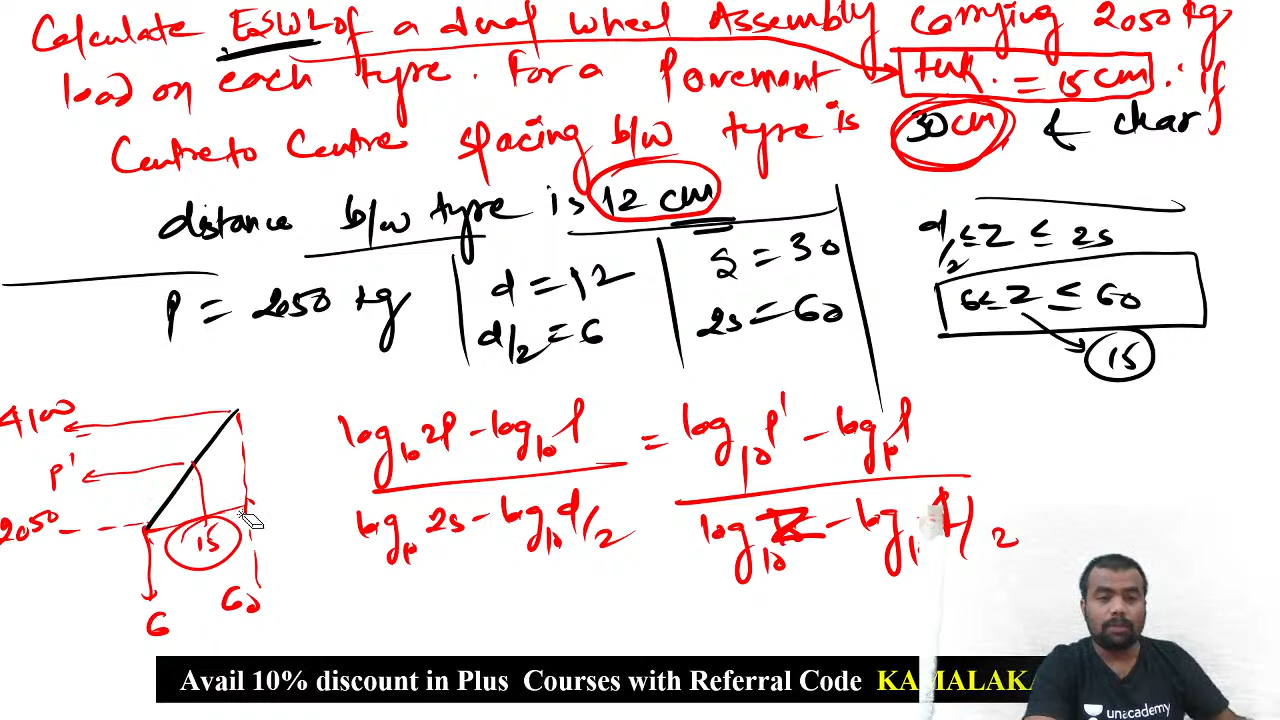 Calculate ESWL of a dual wheel Assembly carrying 2050 kg
load on each tyre. For a Pavement thk. = 15 cm. if
Centre to Centre spacing b/w tyre is 30 cm & clear
distance b/w tyre is 12 cm
P = 2050 kg
d = 12
d/2 = 6
S = 30
2s = 60
d/2 ≤ Z ≤ 2s
6 ≤ Z ≤ 60
15
4100
P'
2050
15
6
60
log10 2P - log10 P = log10 P' - log10 P
log10 2s - log10 d/2 log10 Z - log10 d/2
Avail 10% discount in Plus Courses with Referral Code
unacademy